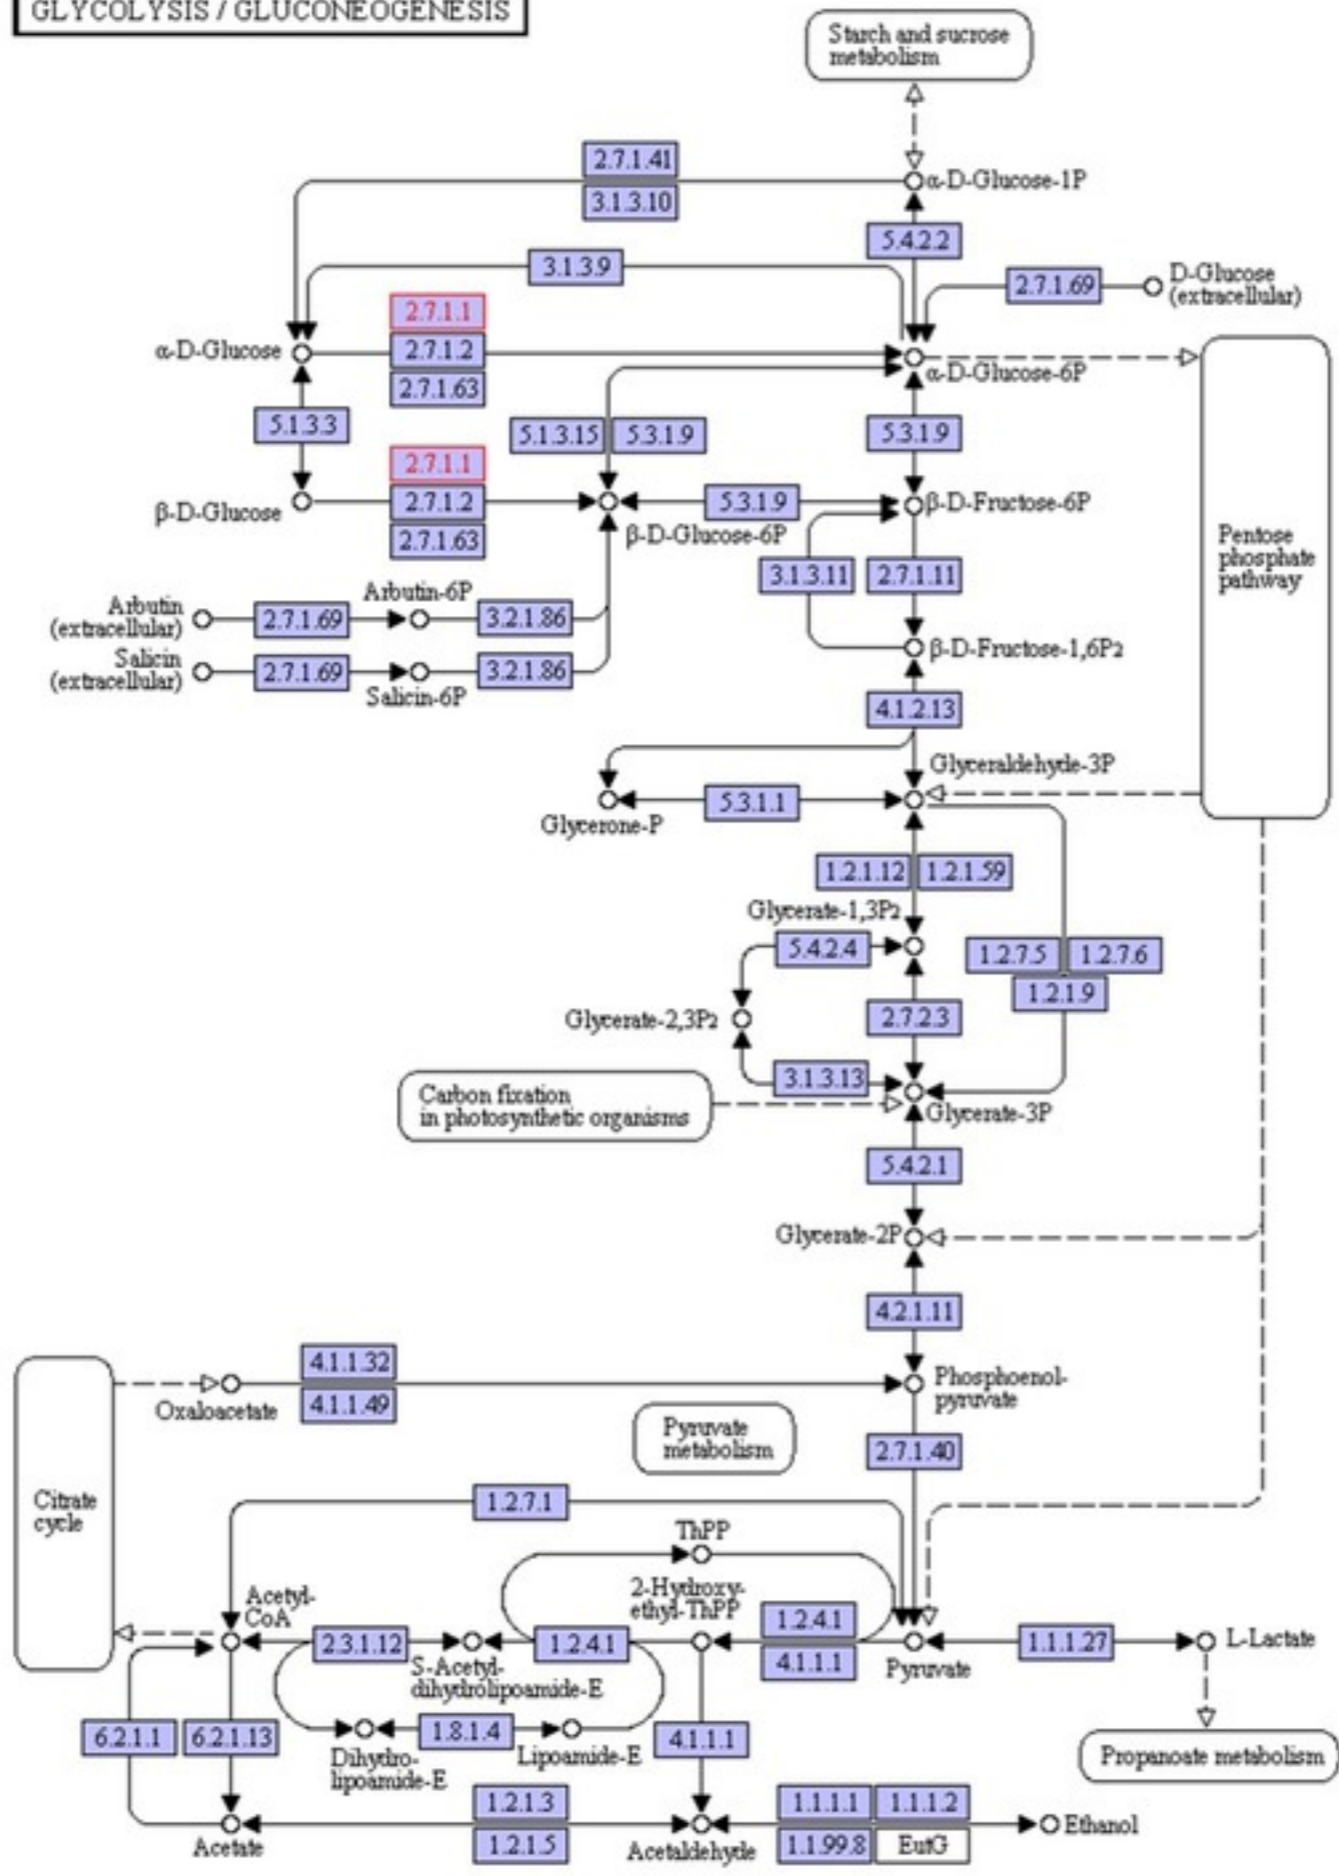 GLYCOLYSIS / GLUCONEOGENESIS
Starch and sucrose
metabolism
2.7.1.41
α-D-Glucose-1P
3.1.3.10
5.4.2.2
3.1.3.9
2.7.1.69
D-Glucose
(extracellular)
2.7.1.1
α-D-Glucose
2.7.1.2
α-D-Glucose-6P
2.7.1.63
5.1.3.3
5.1.3.15
5.3.1.9
5.3.1.9
2.7.1.1
β-D-Glucose
2.7.1.2
5.3.1.9
β-D-Fructose-6P
2.7.1.63
β-D-Glucose-6P
Pentose
phosphate
pathway
3.1.3.11
2.7.1.11
Arbutin
(extracellular)
2.7.1.69
Arbutin-6P
3.2.1.86
β-D-Fructose-1,6P2
Salicin
(extracellular)
2.7.1.69
Salicin-6P
3.2.1.86
4.1.2.13
Glyceraldehyde-3P
Glycerone-P
5.3.1.1
1.2.1.12
1.2.1.59
Glycerate-1,3P2
5.4.2.4
1.2.7.5
1.2.7.6
1.2.1.9
Glycerate-2,3P2
2.7.2.3
3.1.3.13
Carbon fixation
in photosynthetic organisms
Glycerate-3P
5.4.2.1
Glycerate-2P
4.2.1.11
4.1.1.32
Oxaloacetate
4.1.1.49
Phosphoenol-
pyruvate
Pyruvate
metabolism
2.7.1.40
Citrate
cycle
1.2.7.1
ThPP
Acetyl-
CoA
2-Hydroxy-
ethyl-ThPP
1.2.4.1
2.3.1.12
1.2.4.1
4.1.1.1
Pyruvate
1.1.1.27
L-Lactate
S-Acetyl-
dihydrolipoamide-E
6.2.1.1
6.2.1.13
1.8.1.4
4.1.1.1
Dihydro-
lipoamide-E
Lipoamide-E
Propanoate metabolism
1.2.1.3
1.1.1.1
1.1.1.2
Acetate
1.2.1.5
Acetaldehyde
1.1.99.8
EutG
Ethanol